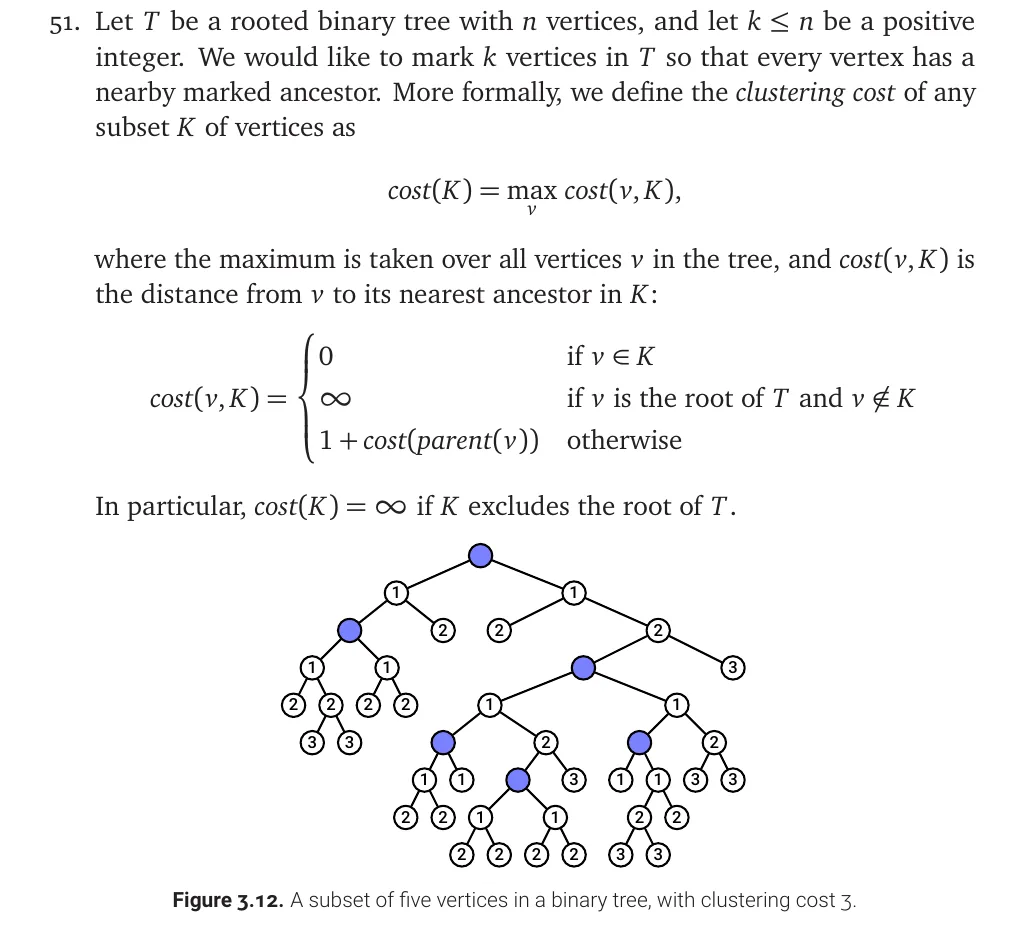 51. Let T be a rooted binary tree with n vertices, and let k ≤ n be a positive
integer. We would like to mark k vertices in T so that every vertex has a
nearby marked ancestor. More formally, we define the clustering cost of any
subset K of vertices as
cost(K) = max cost(v, K),
v
where the maximum is taken over all vertices v in the tree, and cost(v, K) is
the distance from v to its nearest ancestor in K:
0 if v ∈ K
cost(v, K) = { ∞ if v is the root of T and v ∉ K
1 + cost(parent(v)) otherwise
In particular, cost(K) = ∞ if K excludes the root of T.
1 1
2 2 2
1 1 3
2 2 2 2 1 1
3 3 2 2
1 1 3 1 1 3 3
2 2 1 1 2 2
2 2 2 2 3 3
Figure 3.12. A subset of five vertices in a binary tree, with clustering cost 3.